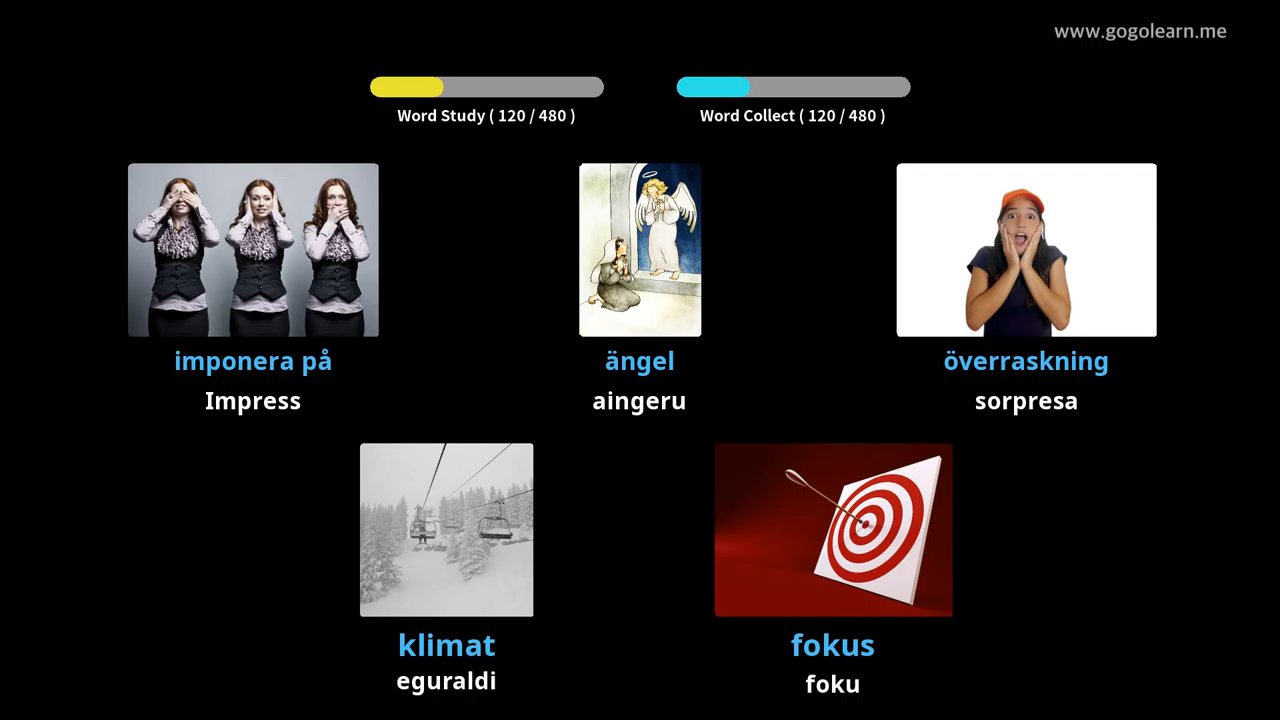 www.gogolearn.me
Word Study ( 120 / 480 )
Word Collect ( 120 / 480 )
imponera på
ängel
överraskning
Impress
aingeru
sorpresa
klimat
fokus
eguraldi
foku